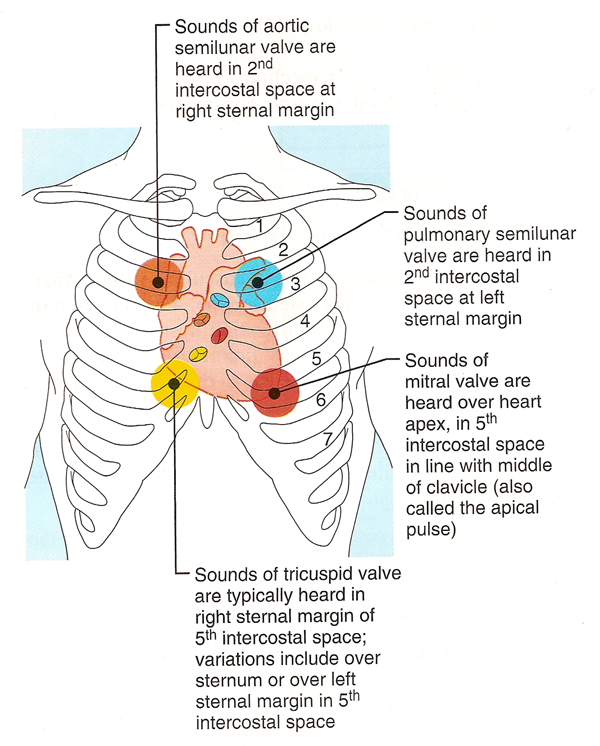 Sounds of aortic
semilunar valve are
heard in 2nd
intercostal space at
right sternal margin
1
2
3
4
5
6
7
Sounds of
pulmonary semilunar
valve are heard in
2nd intercostal
space at left
sternal margin
Sounds of
mitral valve are
heard over heart
apex, in 5th
intercostal space
in line with middle
of clavicle (also
called the apical
pulse)
Sounds of tricuspid valve
are typically heard in
right sternal margin of
5th intercostal space;
variations include over
sternum or over left
sternal margin in 5th
intercostal space